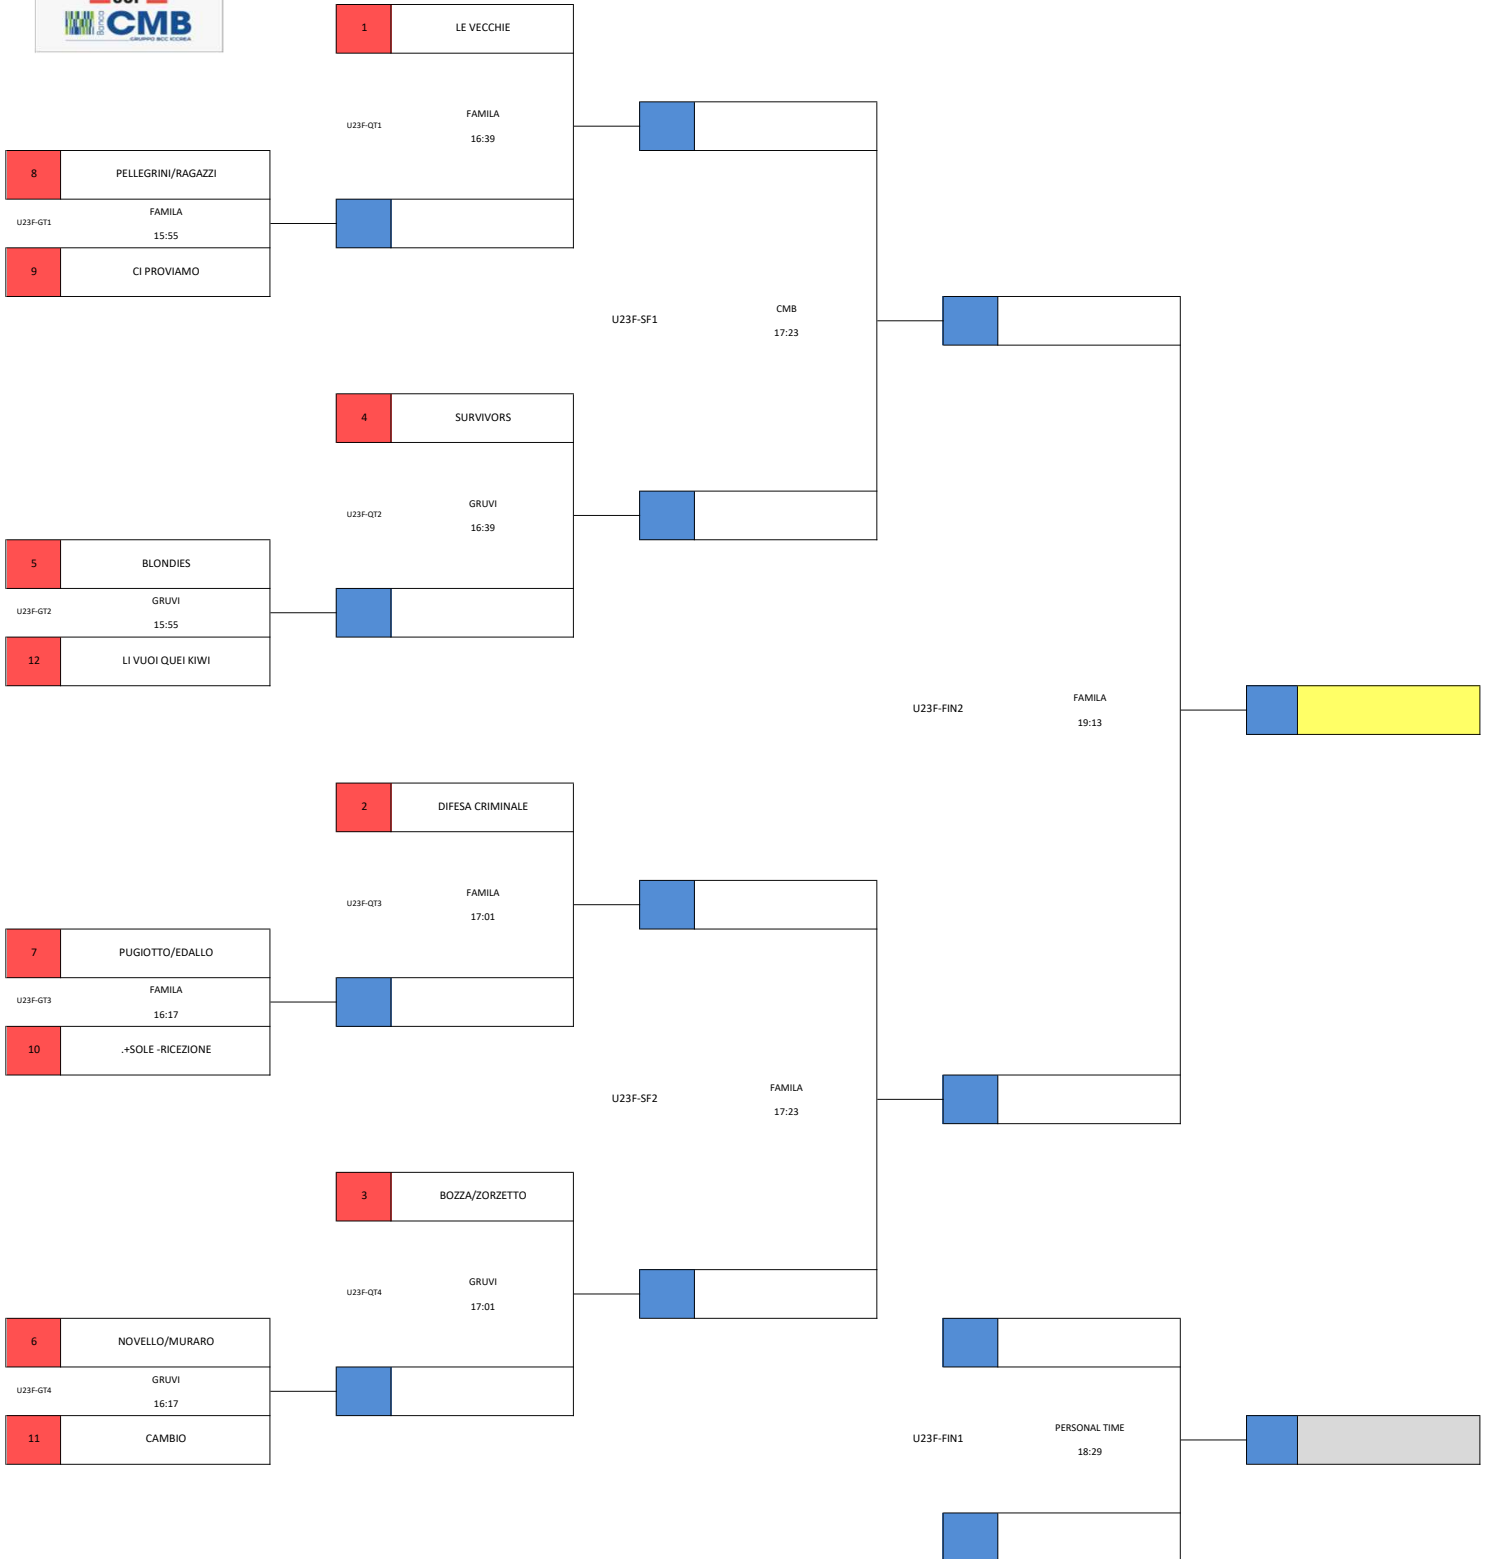 Banca CMB
GRUPPO BCC ICCREA
1 LE VECCHIE
U23F-QT1 FAMILA
16:39
8 PELLEGRINI/RAGAZZI
U23F-GT1 FAMILA
15:55
9 CI PROVIAMO
U23F-SF1 CMB
17:23
4 SURVIVORS
U23F-QT2 GRUVI
16:39
5 BLONDIES
U23F-GT2 GRUVI
15:55
12 LI VUOI QUEI KIWI
U23F-FIN2 FAMILA
19:13
2 DIFESA CRIMINALE
U23F-QT3 FAMILA
17:01
7 PUGIOTTO/EDALLO
U23F-GT3 FAMILA
16:17
10 .+SOLE -RICEZIONE
U23F-SF2 FAMILA
17:23
3 BOZZA/ZORZETTO
U23F-QT4 GRUVI
17:01
6 NOVELLO/MURARO
U23F-GT4 GRUVI
16:17
11 CAMBIO
U23F-FIN1 PERSONAL TIME
18:29